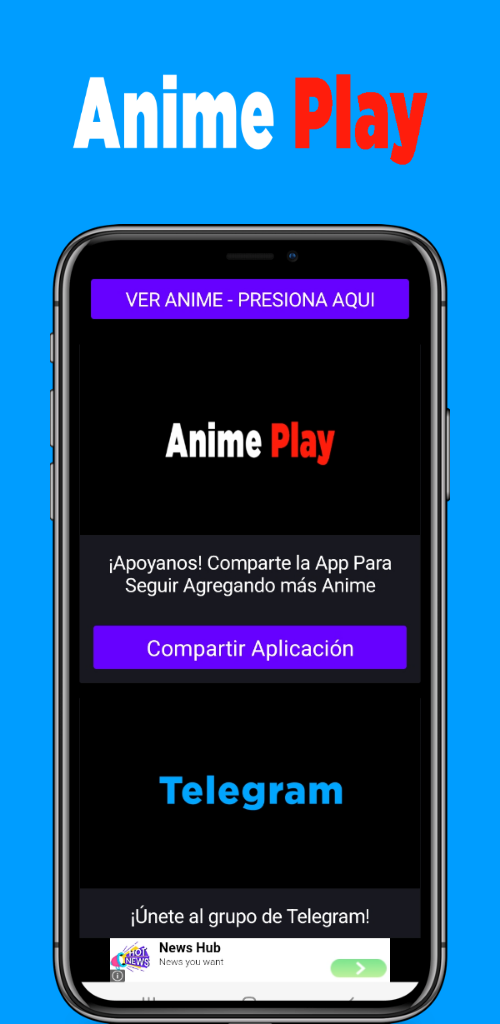 Anime Play
VER ANIME - PRESIONA AQUI
Anime Play
¡Apoyanos! Comparte la App Para
Seguir Agregando más Anime
Compartir Aplicación
Telegram
¡Únete al grupo de Telegram!
HOT
NEWS
News Hub
News you want